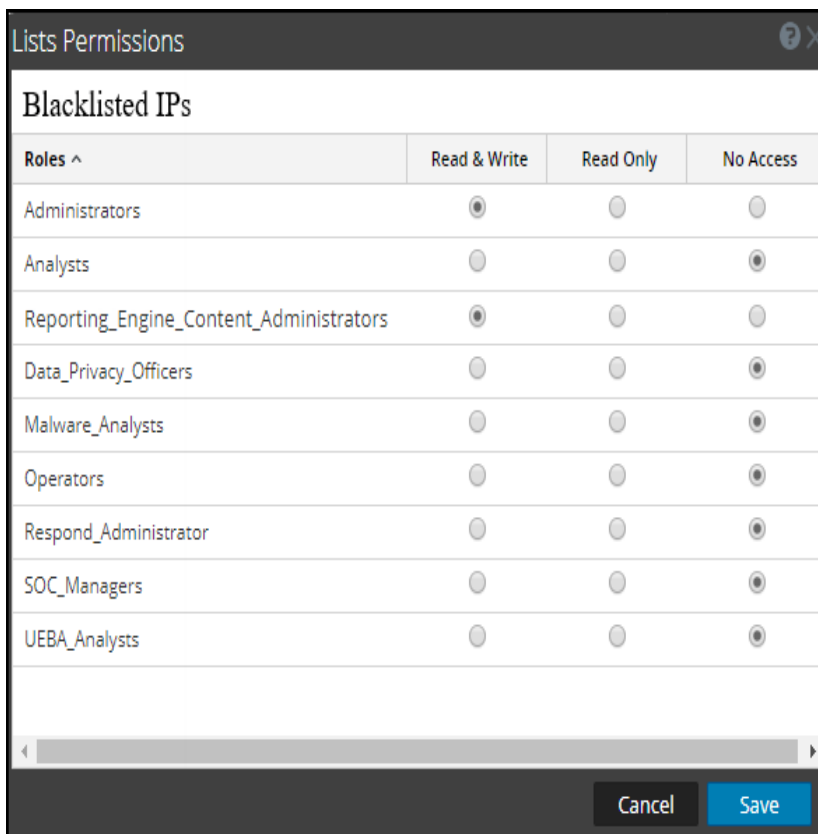 Lists Permissions
Blacklisted IPs
Roles Read & Write Read Only No Access
Administrators
Analysts
Reporting_Engine_Content_Administrators
Data_Privacy_Officers
Malware_Analysts
Operators
Respond_Administrator
SOC_Managers
UEBA_Analysts
Cancel Save